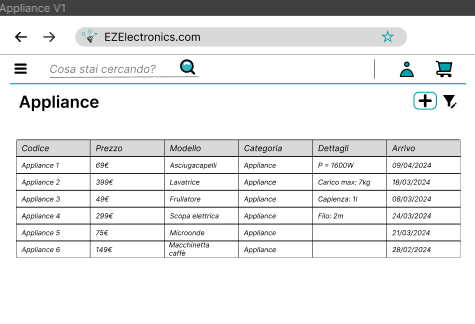 Appliance V1
EZElectronics.com
Cosa stai cercando?
Appliance
Codice Prezzo Modello Categoria Dettagli Arrivo
Appliance 1 69€ Asciugacapelli Appliance P = 1600W 09/04/2024
Appliance 2 399€ Lavatrice Appliance Carico max: 7kg 18/03/2024
Appliance 3 49€ Frullatore Appliance Capienza: 1l 08/03/2024
Appliance 4 299€ Scopa elettrica Appliance Filo: 2m 24/03/2024
Appliance 5 75€ Microonde Appliance 21/03/2024
Appliance 6 149€ Macchinetta caffè Appliance 28/02/2024